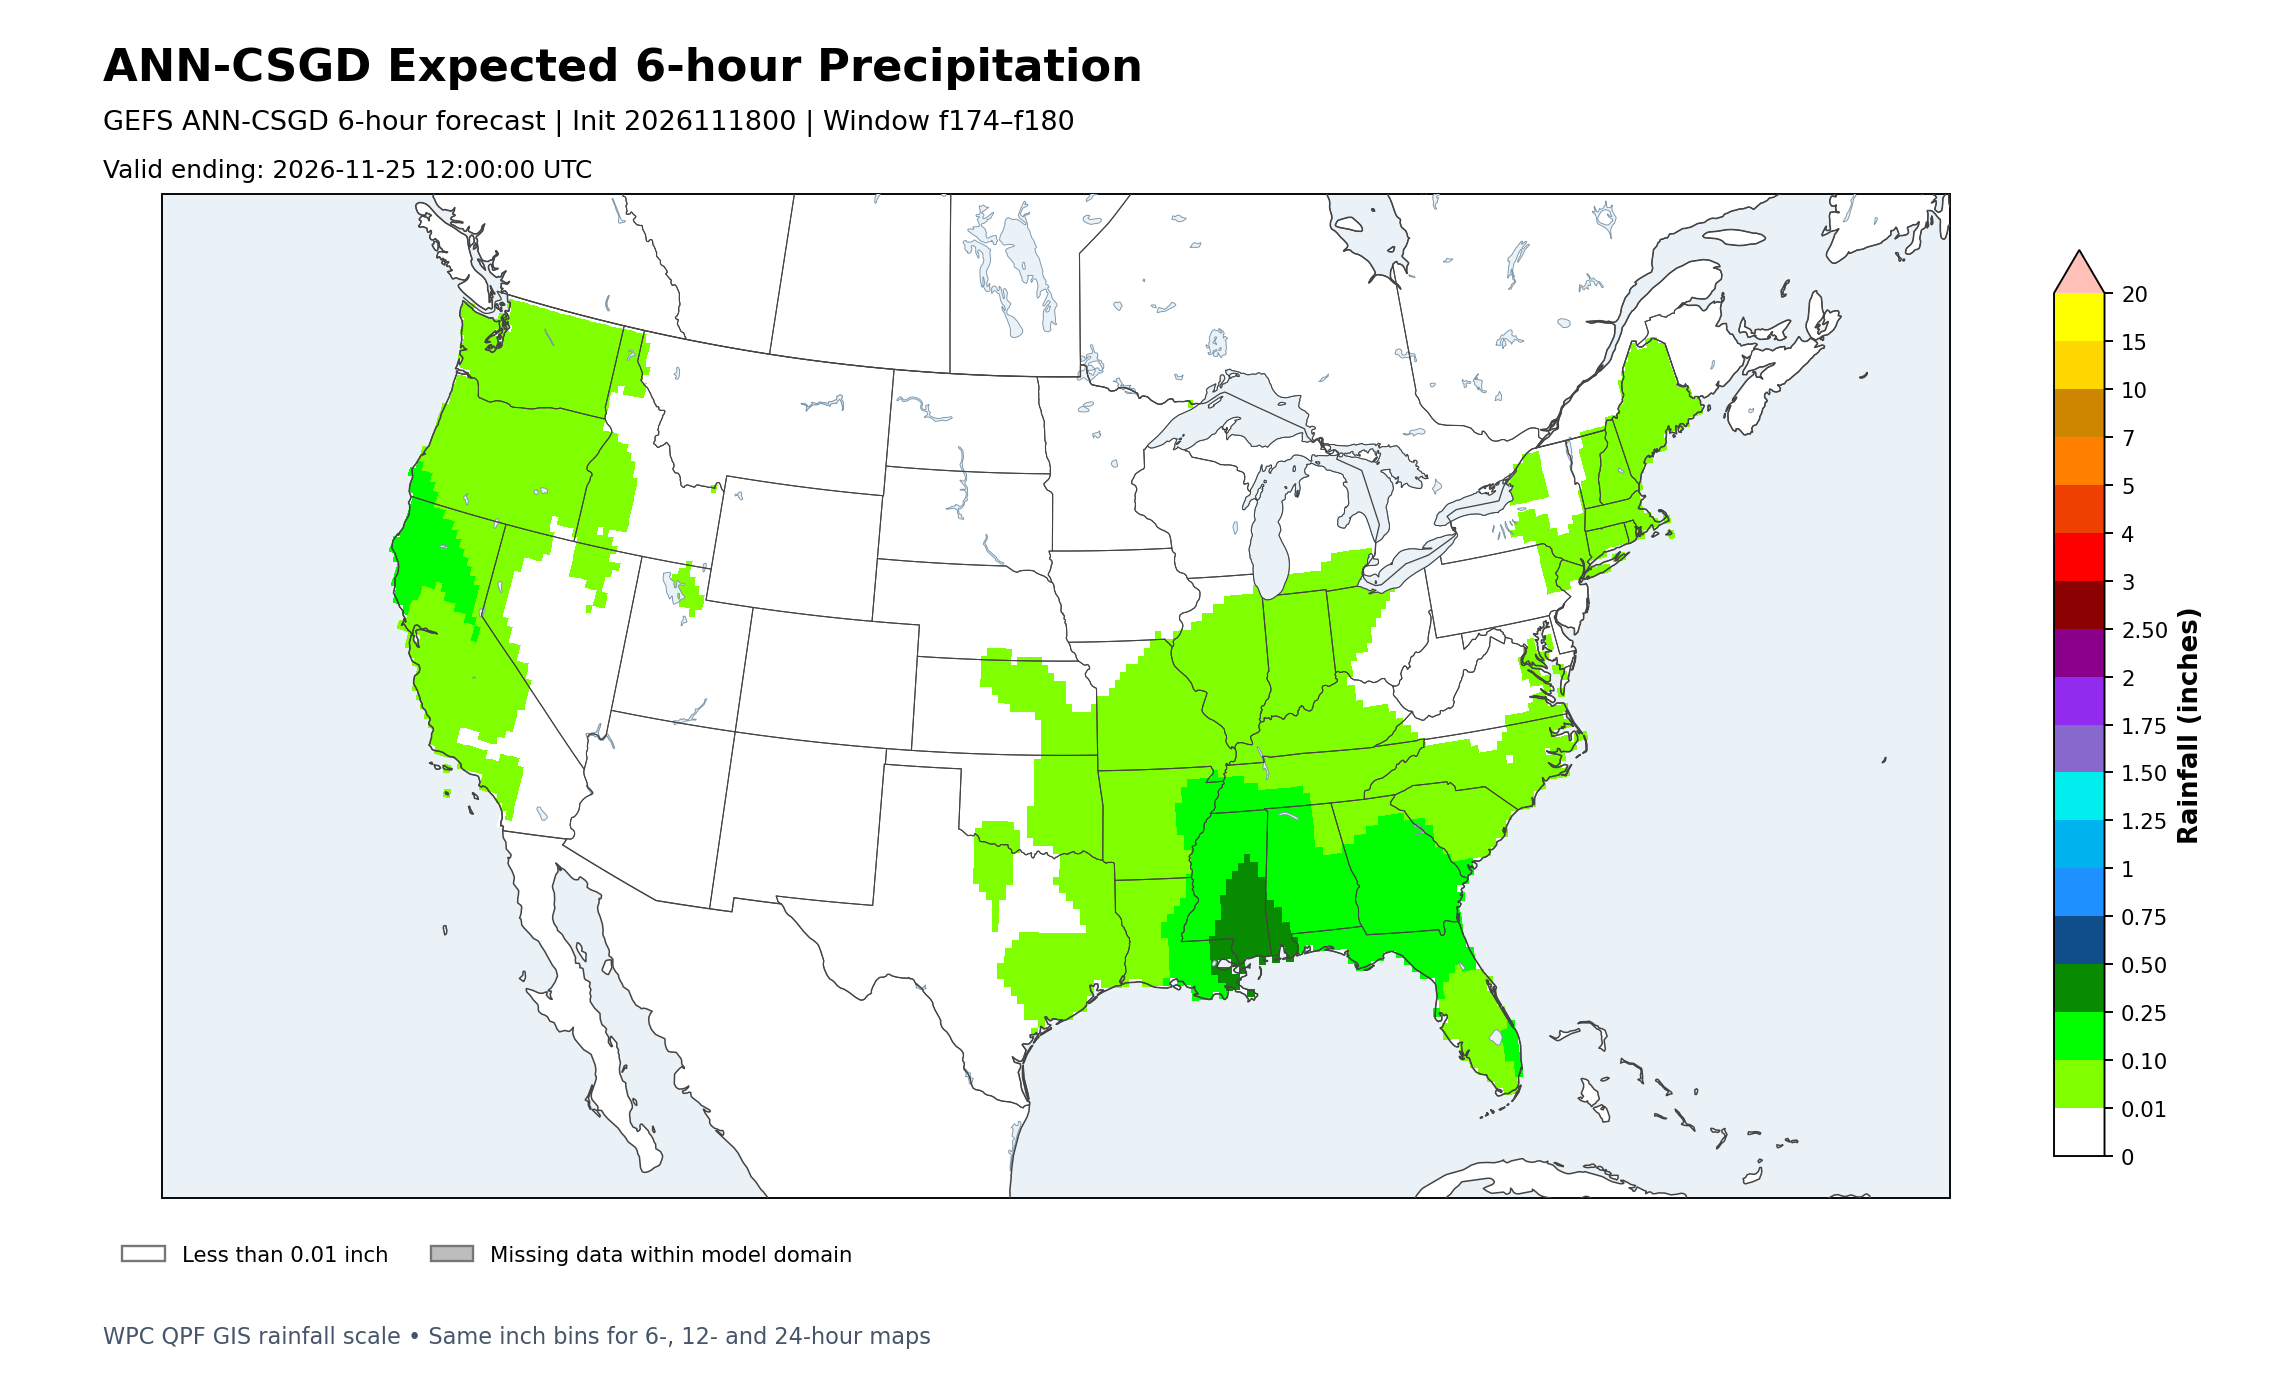 ANN-CSGD Expected 6-hour Precipitation
GEFS ANN-CSGD 6-hour forecast | Init 2026111800 | Window f174–f180
Valid ending: 2026-11-25 12:00:00 UTC
20
15
10
7
5
4
3
2.50
2
1.75
1.50
1.25
1
0.75
0.50
0.25
0.10
0.01
0
Rainfall (inches)
Less than 0.01 inch
Missing data within model domain
WPC QPF GIS rainfall scale • Same inch bins for 6-, 12- and 24-hour maps